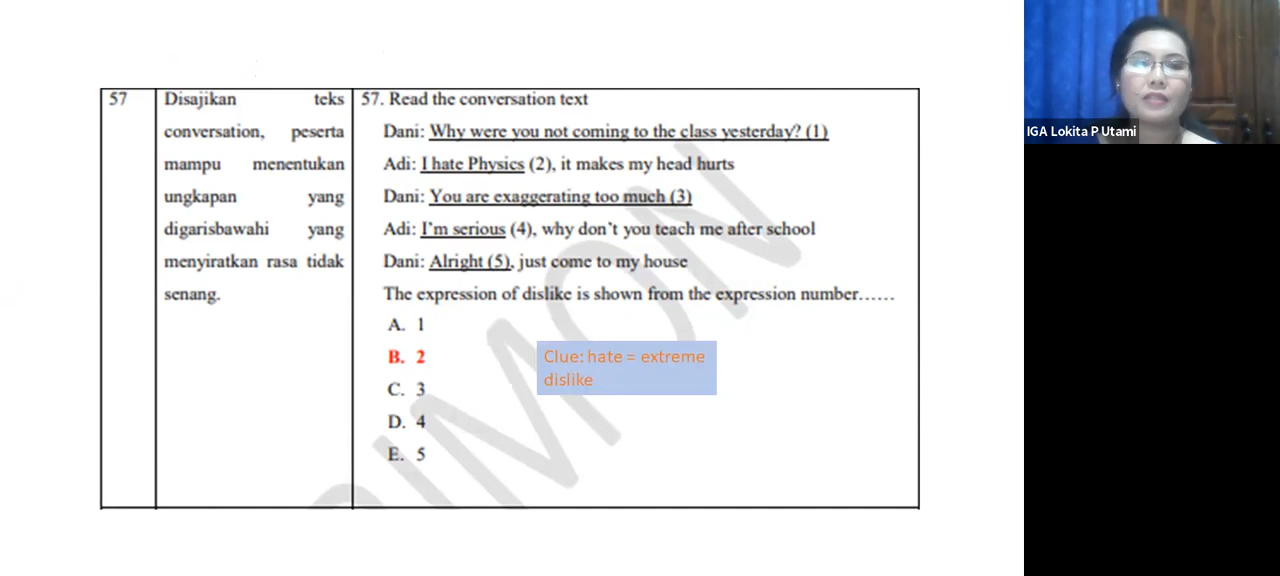 57
Disajikan teks
conversation, peserta
mampu menentukan
ungkapan yang
digarisbawahi yang
menyiratkan rasa tidak
senang.
57. Read the conversation text
Dani: Why were you not coming to the class yesterday? (1)
Adi: I hate Physics (2), it makes my head hurts
Dani: You are exaggerating too much (3)
Adi: I'm serious (4), why don't you teach me after school
Dani: Alright (5), just come to my house
The expression of dislike is shown from the expression number……
A. 1
B. 2
C. 3
D. 4
E. 5
Clue: hate = extreme
dislike
IGA Lokita P Utami